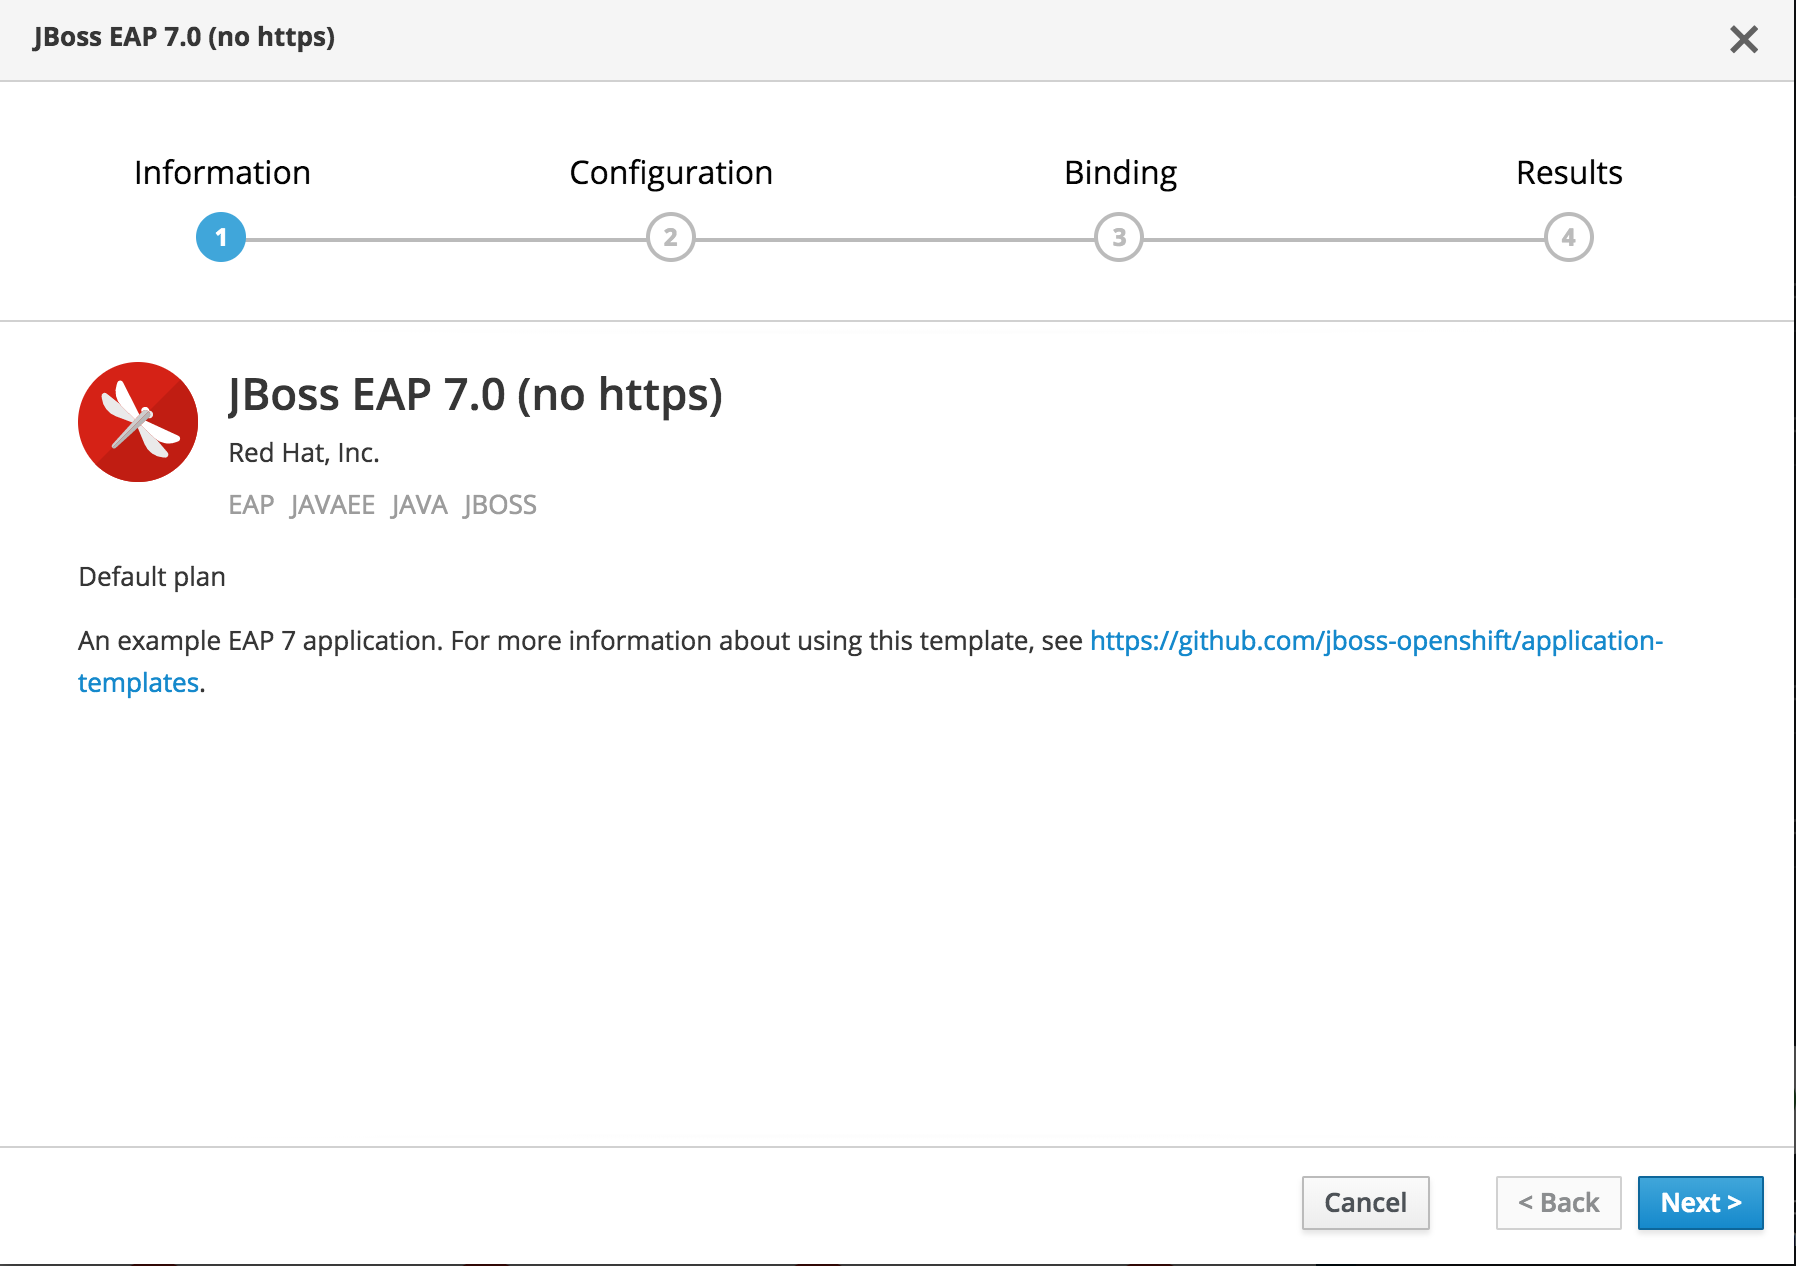 JBoss EAP 7.0 (no https)
Information Configuration Binding Results
1 2 3 4
JBoss EAP 7.0 (no https)
Red Hat, Inc.
EAP JAVAEE JAVA JBOSS
Default plan
An example EAP 7 application. For more information about using this template, see https://github.com/jboss-openshift/application-
templates.
Cancel < Back Next >